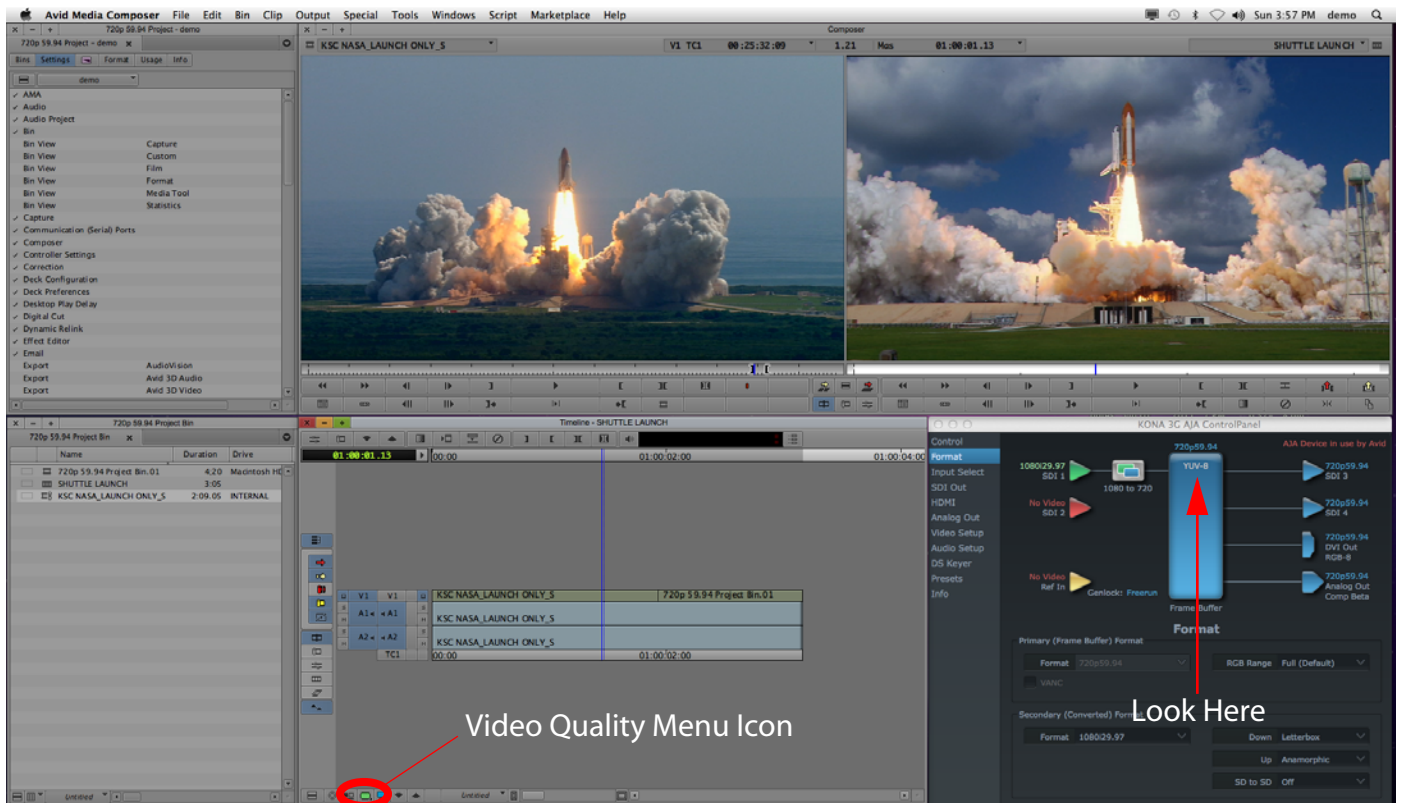 Avid Media Composer File Edit Bin Clip Output Special Tools Windows Script Marketplace Help Sun 3:57 PM demo
720p 59.94 Project - demo
720p 59.94 Project - demo x
Bins Settings Format Usage Info
demo
AMA
Audio
Audio Project
Bin
Bin View Capture
Bin View Custom
Bin View Film
Bin View Format
Bin View Media Tool
Bin View Statistics
Capture
Communication (Serial) Ports
Composer
Controller Settings
Correction
Deck Configuration
Deck Preferences
Desktop Play Delay
Digital Cut
Dynamic Relink
Effect Editor
Email
Export AudioVision
Export Avid 3D Audio
Export Avid 3D Video
Composer
KSC NASA_LAUNCH ONLY_S V1 TC1 00:25:32:09 1.21 Mas 01:00:01.13 SHUTTLE LAUNCH
720p 59.94 Project Bin
720p 59.94 Project Bin x
Name Duration Drive
720p 59.94 Project Bin.01 4;20 Macintosh HD
SHUTTLE LAUNCH 3:05
KSC NASA_LAUNCH ONLY_S 2:09.05 INTERNAL
Untitled
Timeline - SHUTTLE LAUNCH
01:00:01.13 00:00 01:00:02:00 01:00:04:00
V1 V1 KSC NASA_LAUNCH ONLY_S 720p 59.94 Project Bin.01
A1 A1 KSC NASA_LAUNCH ONLY_S
A2 A2 KSC NASA_LAUNCH ONLY_S
TC1 00:00 01:00:02:00
Video Quality Menu Icon
Untitled
KONA 3G AJA ControlPanel
Control
Format
Input Select
SDI Out
HDMI
Analog Out
Video Setup
Audio Setup
DS Keyer
Presets
Info
720p59.94
AJA Device in use by Avid
YUV-8
1080i29.97
SDI 1
1080 to 720
No Video
SDI 2
No Video
Ref In
Genlock: Freerun
Frame Buffer
720p59.94
SDI 3
720p59.94
SDI 4
720p59.94
DVI Out
RGB-8
720p59.94
Analog Out
Comp Beta
Format
Primary (Frame Buffer) Format
Format 720p59.94 RGB Range Full (Default)
VANC
Look Here
Secondary (Converted) Format
Format 1080i29.97 Down Letterbox
Up Anamorphic
SD to SD Off